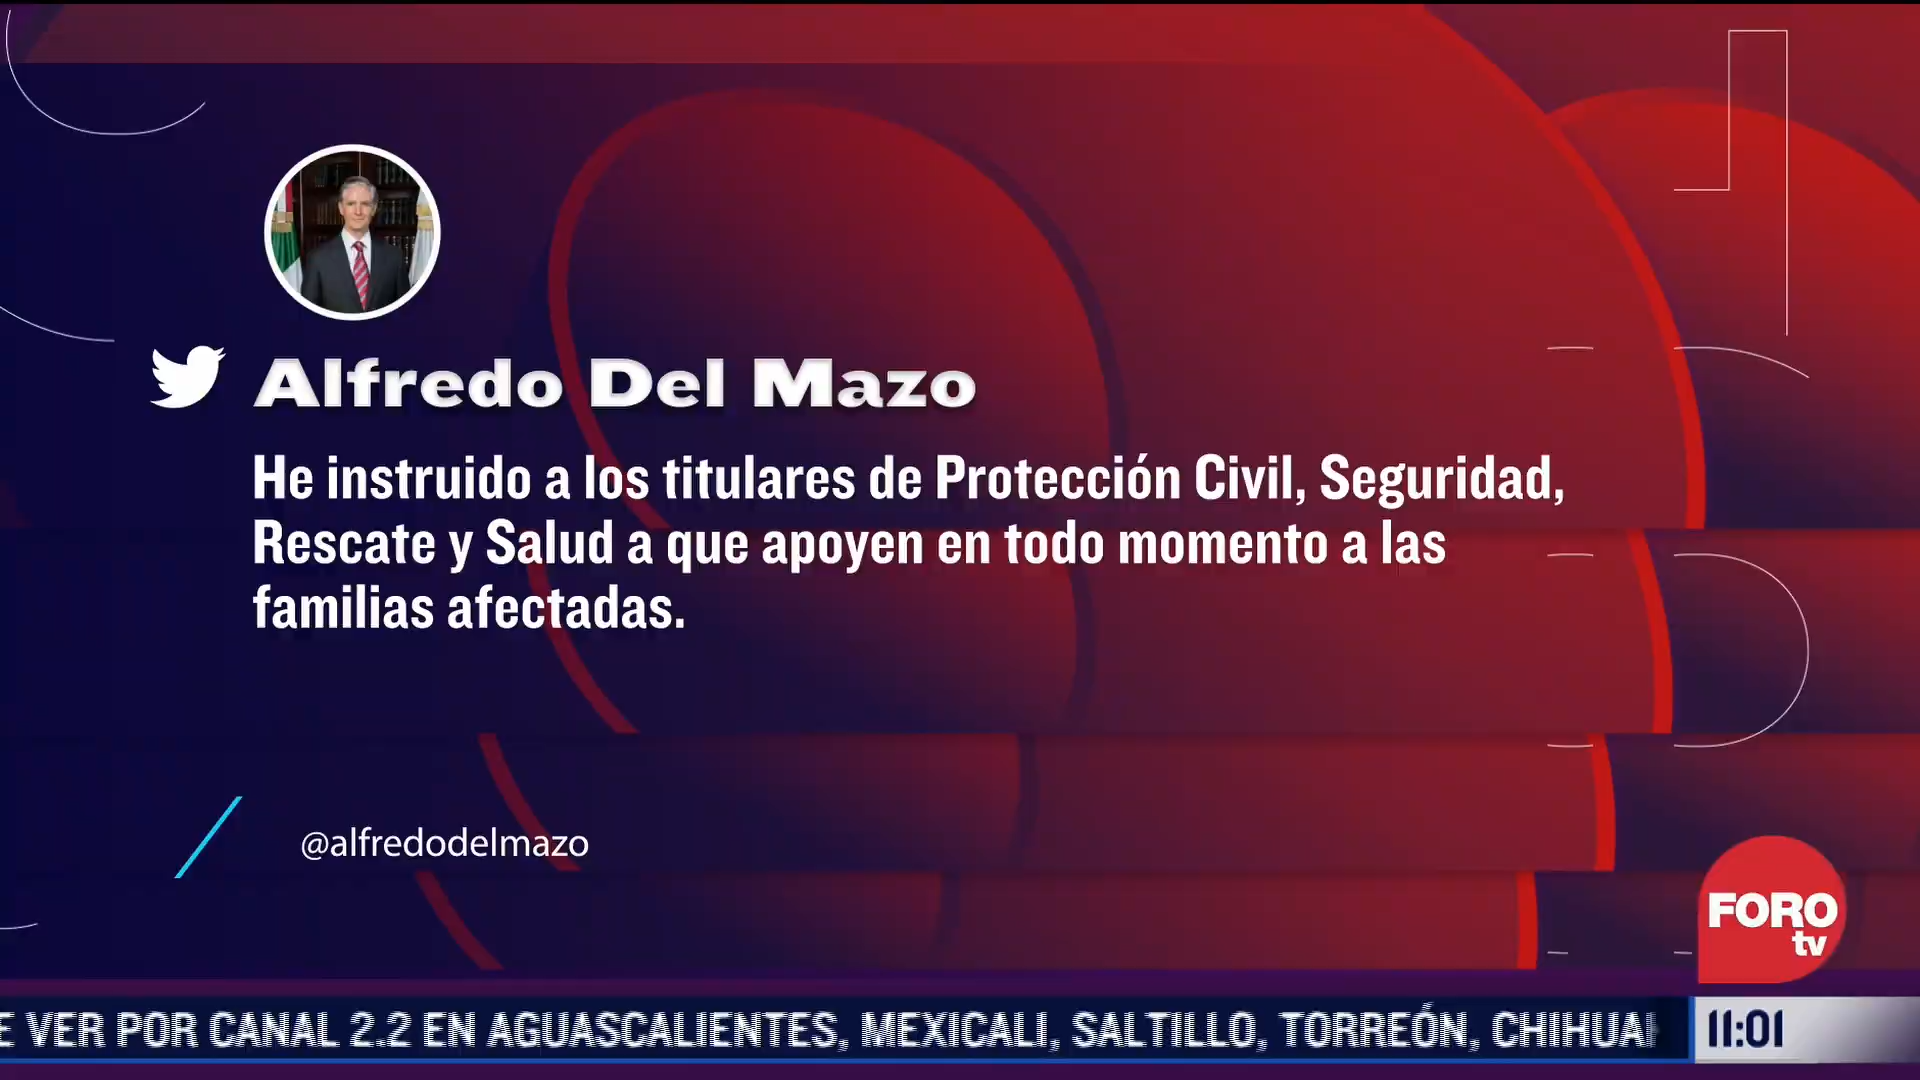 Alfredo Del Mazo
He instruido a los titulares de Protección Civil, Seguridad,
Rescate y Salud a que apoyen en todo momento a las
familias afectadas.
@alfredodelmazo
FORO
tv
E VER POR CANAL 2.2 EN AGUASCALIENTES, MEXICALI, SALTILLO, TORREÓN, CHIHUA
11:01